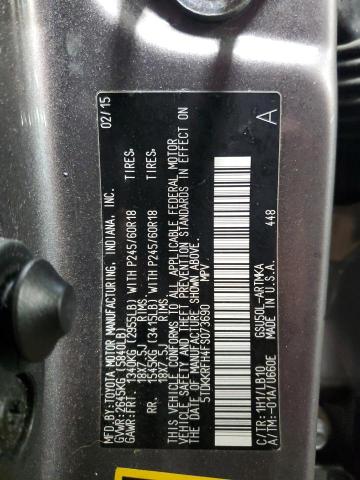 MFD.BY:TOYOTA MOTOR MANUFACTURING, INDIANA, INC. 02/15
GVWR:2645KG (5840LB)
GAWR:FRT. 1340KG (2955LB) WITH P245/60R18 TIRES,
18X7.5J RIMS
RR. 1545KG (3415LB) WITH P245/60R18 TIRES,
18X7.5J RIMS
THIS VEHICLE CONFORMS TO ALL APPLICABLE FEDERAL MOTOR
VEHICLE SAFETY AND THEFT PREVENTION STANDARDS IN EFFECT ON
THE DATE OF MANUFACTURE SHOWN ABOVE.
5TDKKRFH4FS073690 MPV
A
448
C/TR:1H1/LB10 GSU50L-ARTMKA
A/TM:-01A/U660E MADE IN U.S.A.